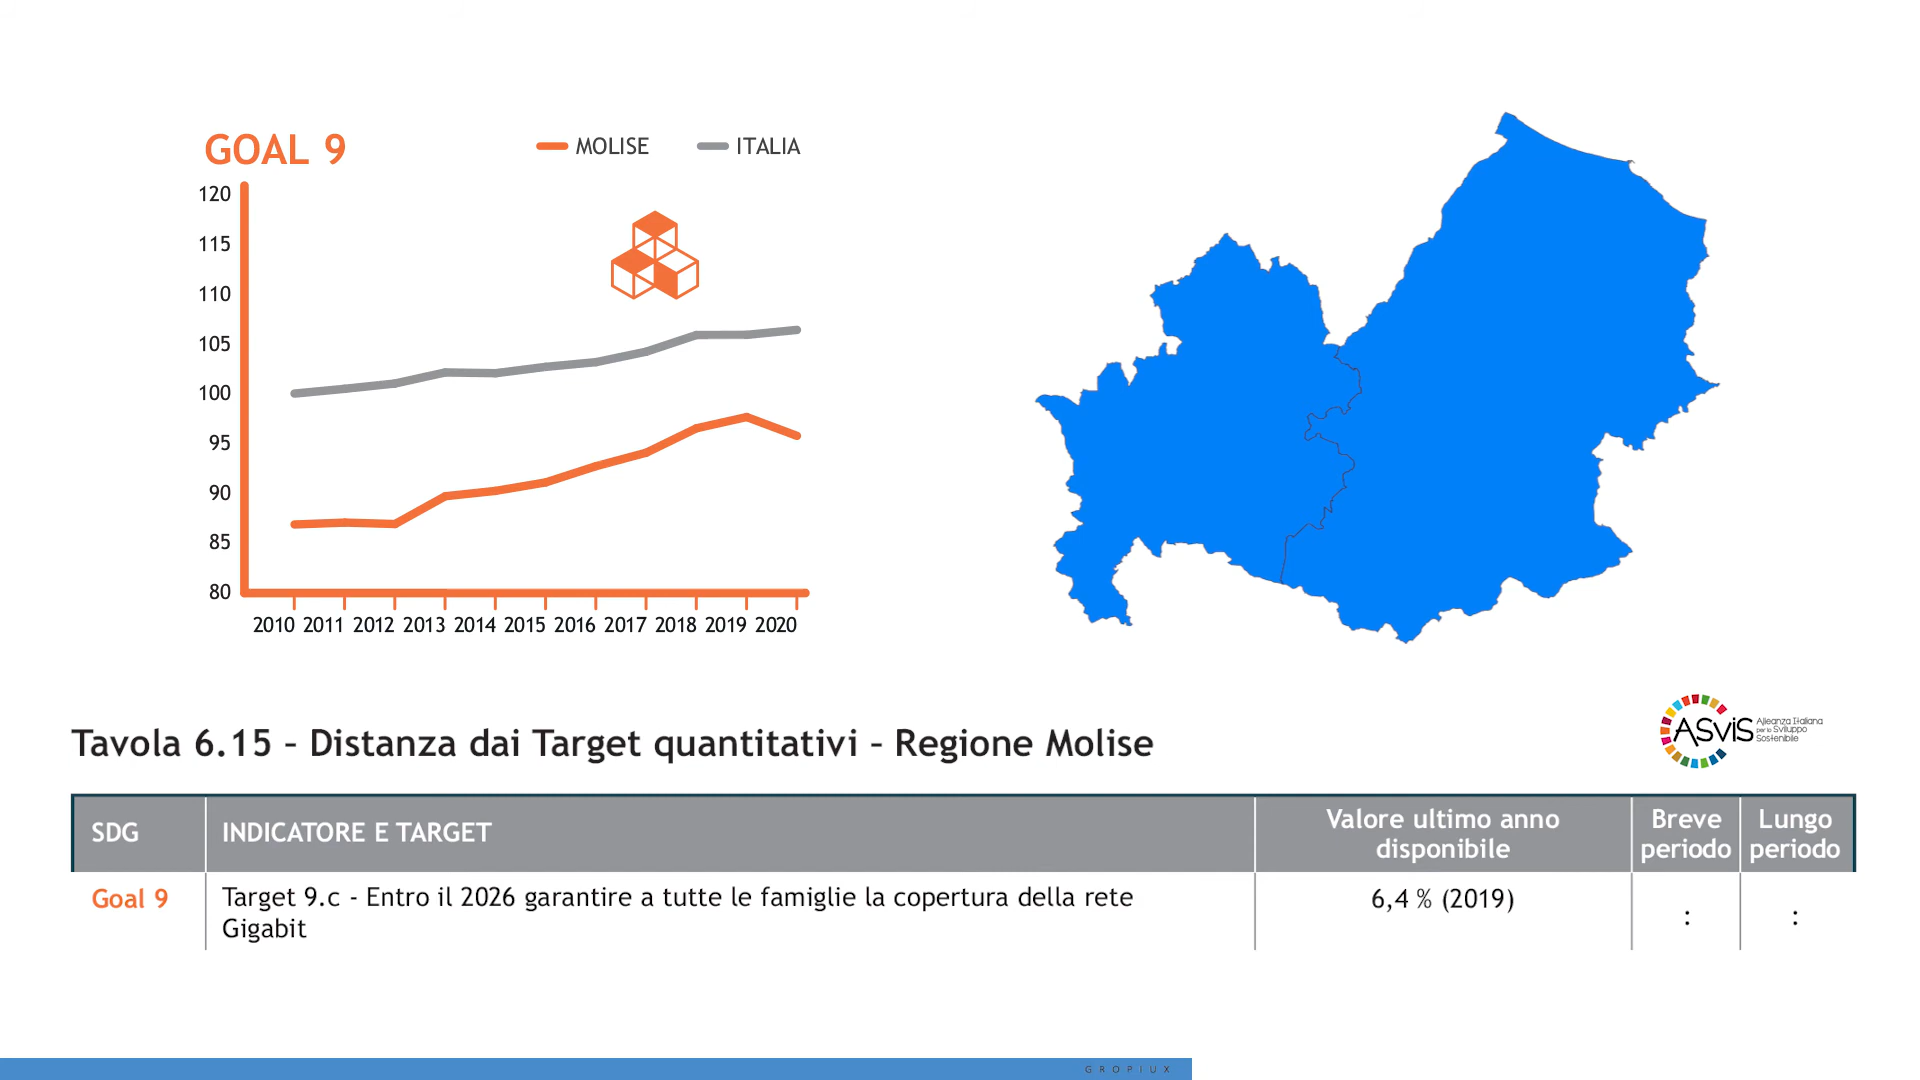 GOAL 9
MOLISE
ITALIA
120
115
110
105
100
95
90
85
80
2010 2011 2012 2013 2014 2015 2016 2017 2018 2019 2020
Tavola 6.15 – Distanza dai Target quantitativi – Regione Molise
ASviS
Alleanza Italiana
per lo Sviluppo
Sostenibile
SDG
INDICATORE E TARGET
Valore ultimo anno
disponibile
Breve
periodo
Lungo
periodo
Goal 9
Target 9.c - Entro il 2026 garantire a tutte le famiglie la copertura della rete
Gigabit
6,4 % (2019)
:
:
GROPIUX